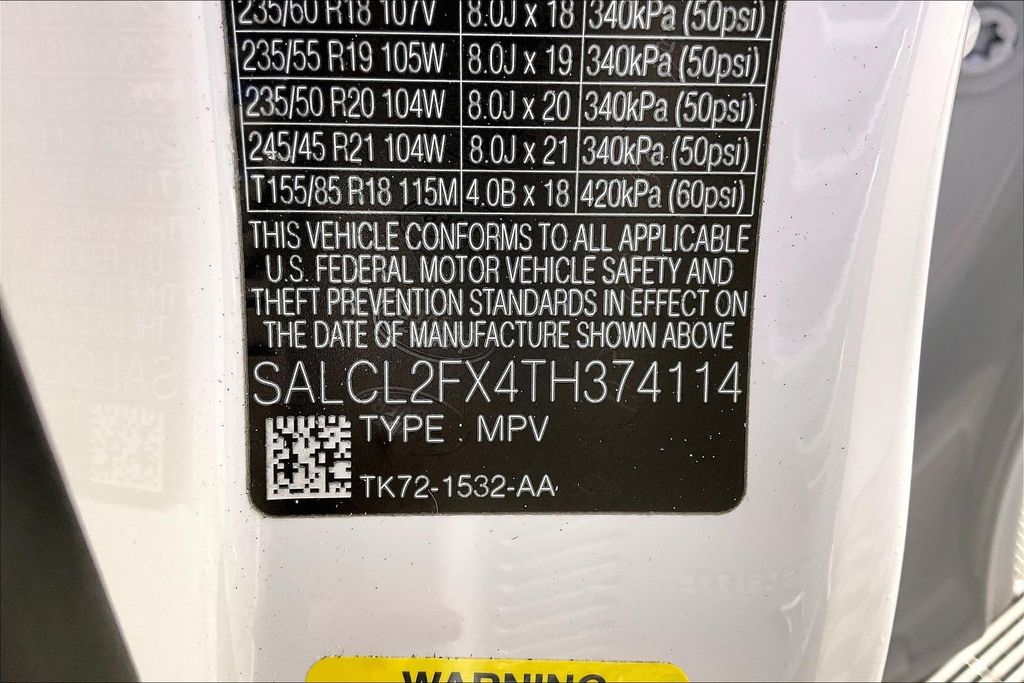 235/60 R18 107V 8.0J x 18 340kPa (50psi)
235/55 R19 105W 8.0J x 19 340kPa (50psi)
235/50 R20 104W 8.0J x 20 340kPa (50psi)
245/45 R21 104W 8.0J x 21 340kPa (50psi)
T155/85 R18 115M 4.0B x 18 420kPa (60psi)
THIS VEHICLE CONFORMS TO ALL APPLICABLE
U.S. FEDERAL MOTOR VEHICLE SAFETY AND
THEFT PREVENTION STANDARDS IN EFFECT ON
THE DATE OF MANUFACTURE SHOWN ABOVE
SALCL2FX4TH374114
TYPE : MPV
TK72-1532-AA
WARNING